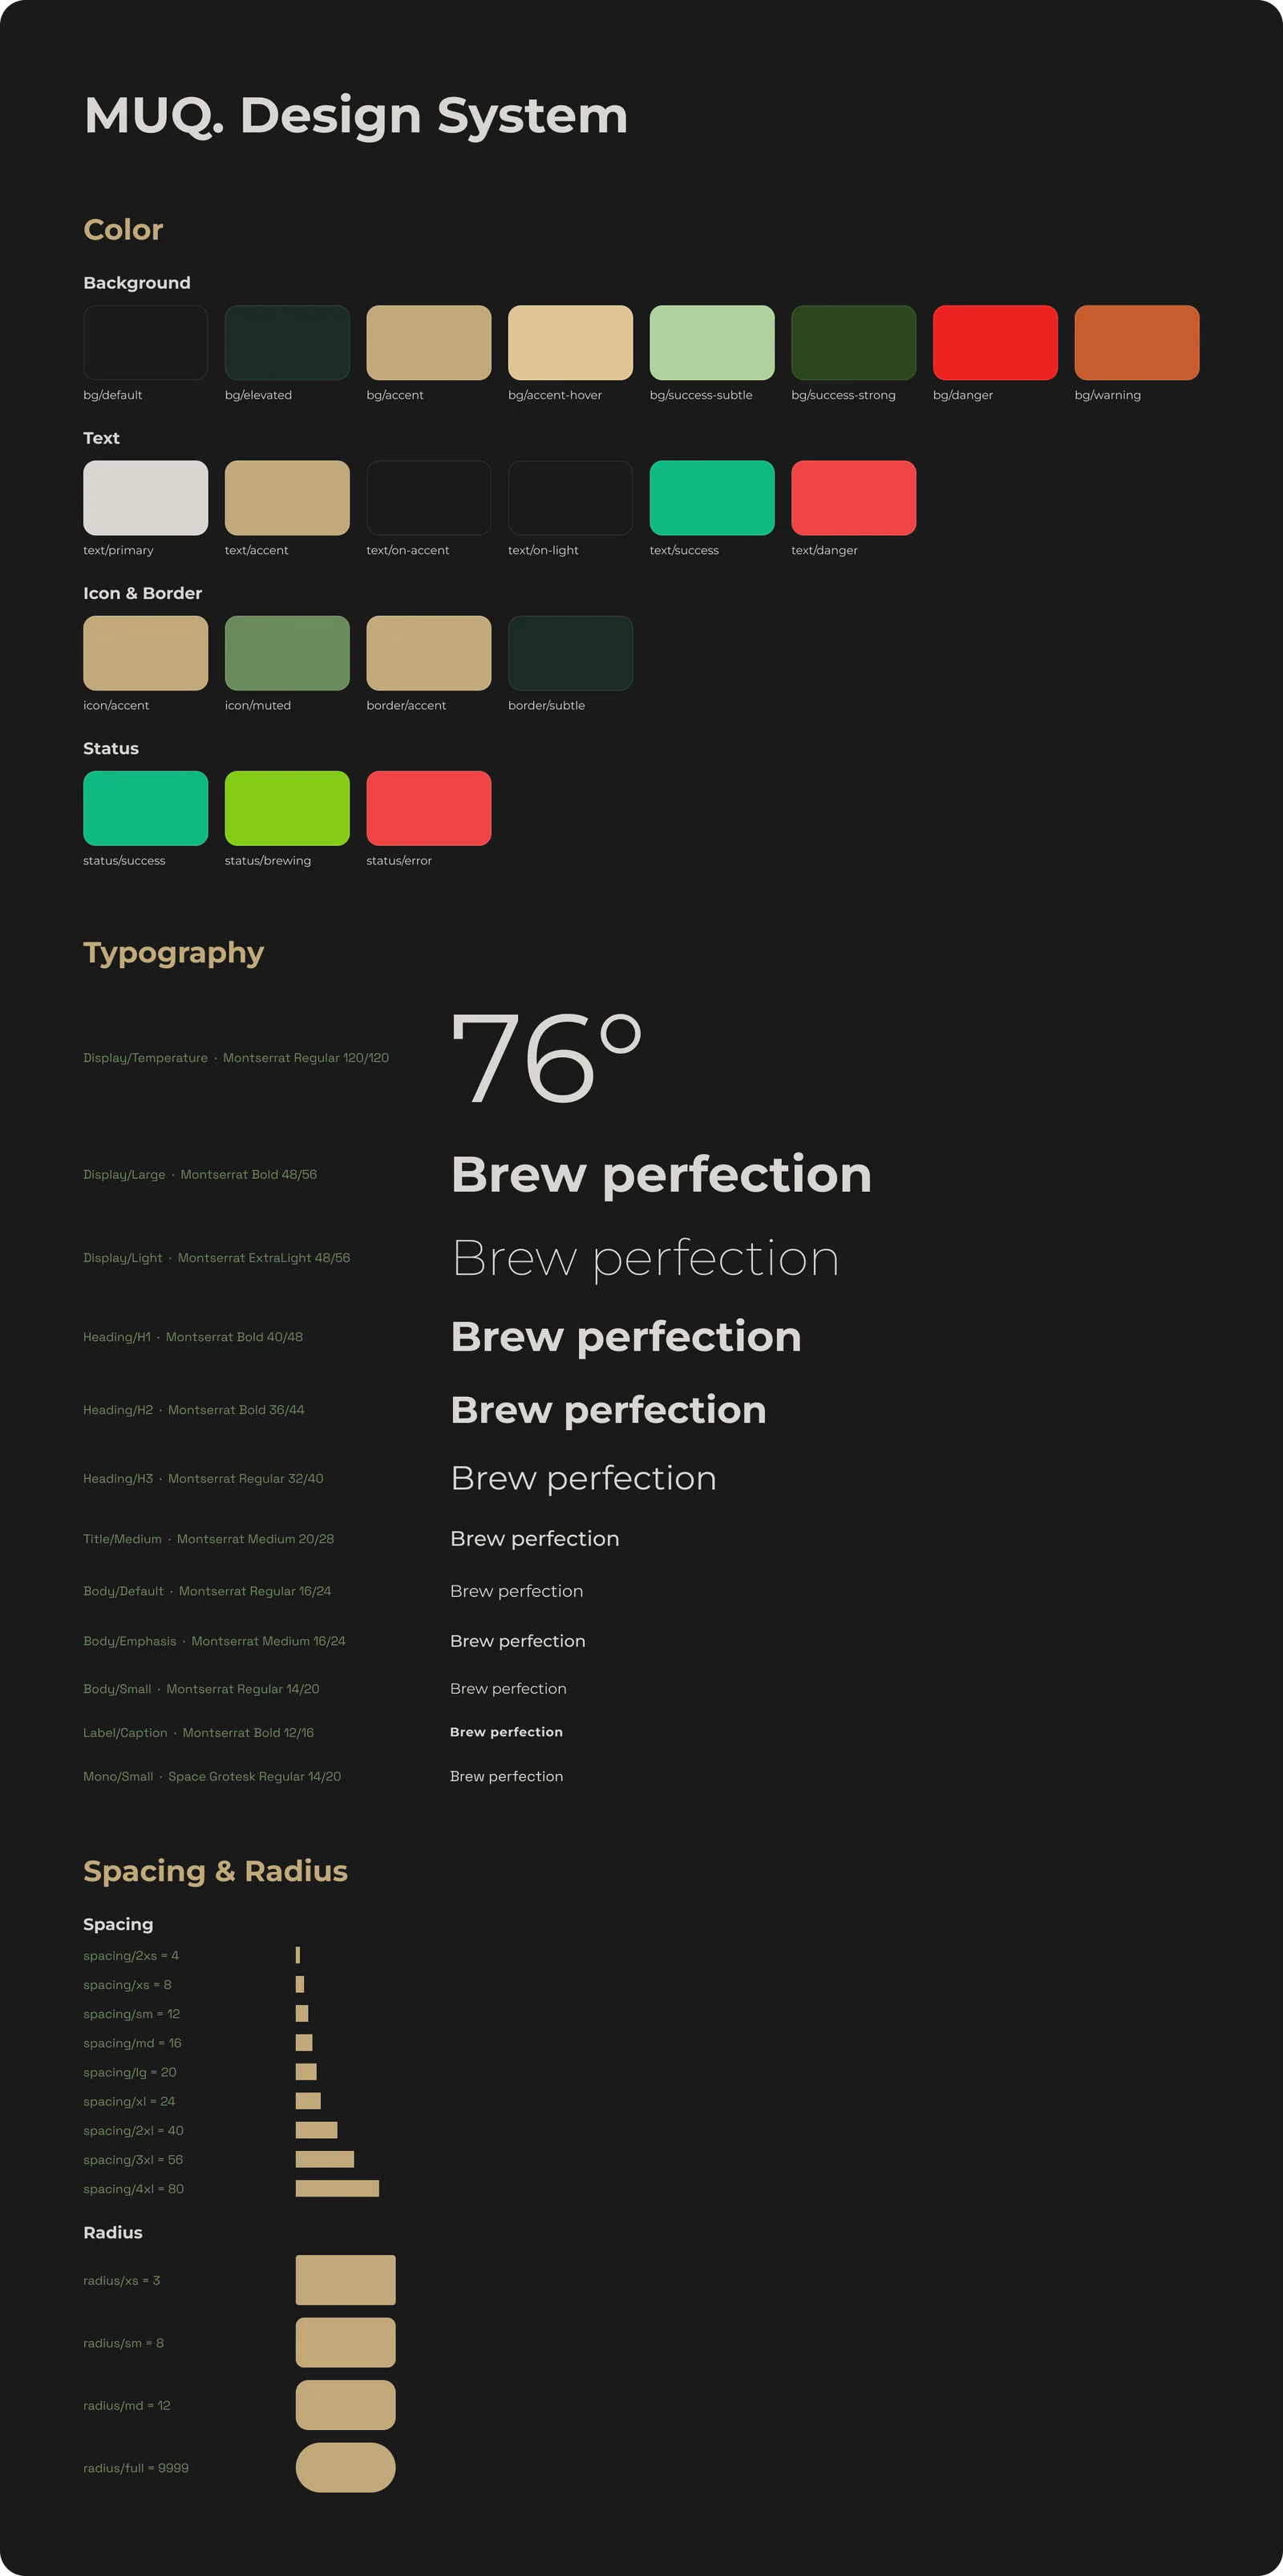 MUQ. Design System
Color
Background
bg/default
bg/elevated
bg/accent
bg/accent-hover
bg/success-subtle
bg/success-strong
bg/danger
bg/warning
Text
text/primary
text/accent
text/on-accent
text/on-light
text/success
text/danger
Icon & Border
icon/accent
icon/muted
border/accent
border/subtle
Status
status/success
status/brewing
status/error
Typography
Display/Temperature · Montserrat Regular 120/120
76°
Display/Large · Montserrat Bold 48/56
Brew perfection
Display/Light · Montserrat ExtraLight 48/56
Brew perfection
Heading/H1 · Montserrat Bold 40/48
Brew perfection
Heading/H2 · Montserrat Bold 36/44
Brew perfection
Heading/H3 · Montserrat Regular 32/40
Brew perfection
Title/Medium · Montserrat Medium 20/28
Brew perfection
Body/Default · Montserrat Regular 16/24
Brew perfection
Body/Emphasis · Montserrat Medium 16/24
Brew perfection
Body/Small · Montserrat Regular 14/20
Brew perfection
Label/Caption · Montserrat Bold 12/16
Brew perfection
Mono/Small · Space Grotesk Regular 14/20
Brew perfection
Spacing & Radius
Spacing
spacing/2xs = 4
spacing/xs = 8
spacing/sm = 12
spacing/md = 16
spacing/lg = 20
spacing/xl = 24
spacing/2xl = 40
spacing/3xl = 56
spacing/4xl = 80
Radius
radius/xs = 3
radius/sm = 8
radius/md = 12
radius/full = 9999